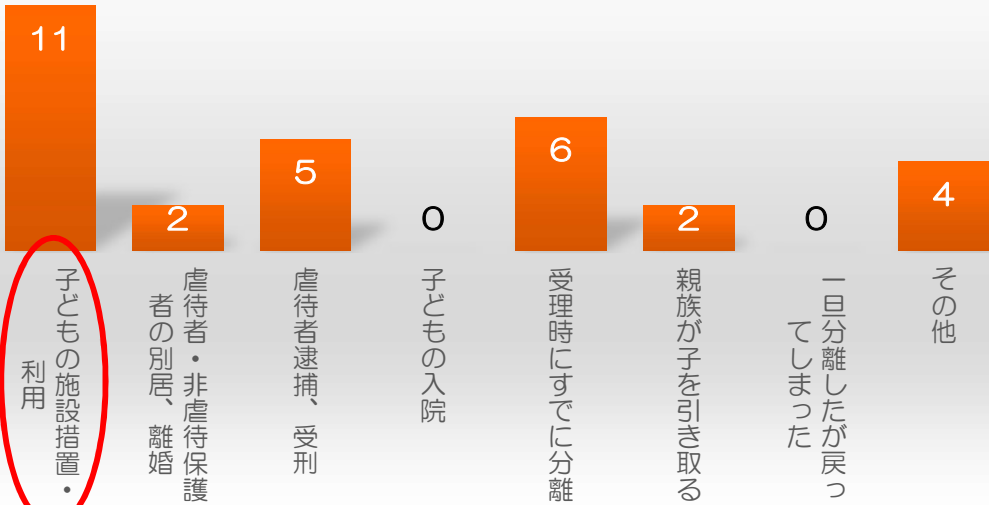 11
2
5
0
6
2
0
4
子どもの施設措置・
利用
虐待者・非虐待保護
者の別居、離婚
虐待者逮捕、受刑
子どもの入院
受理時にすでに分離
親族が子を引き取る
一旦分離したが戻っ
てしまった
その他